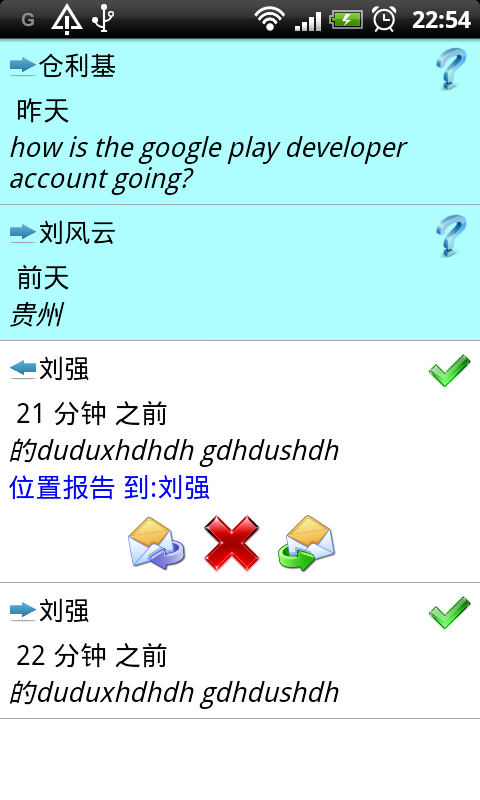 G 22:54
仓利基
昨天
how is the google play developer
account going?
刘风云
前天
贵州
刘强
21 分钟 之前
的duduxhdhdh gdhdushdh
位置报告 到:刘强
刘强
22 分钟 之前
的duduxhdhdh gdhdushdh